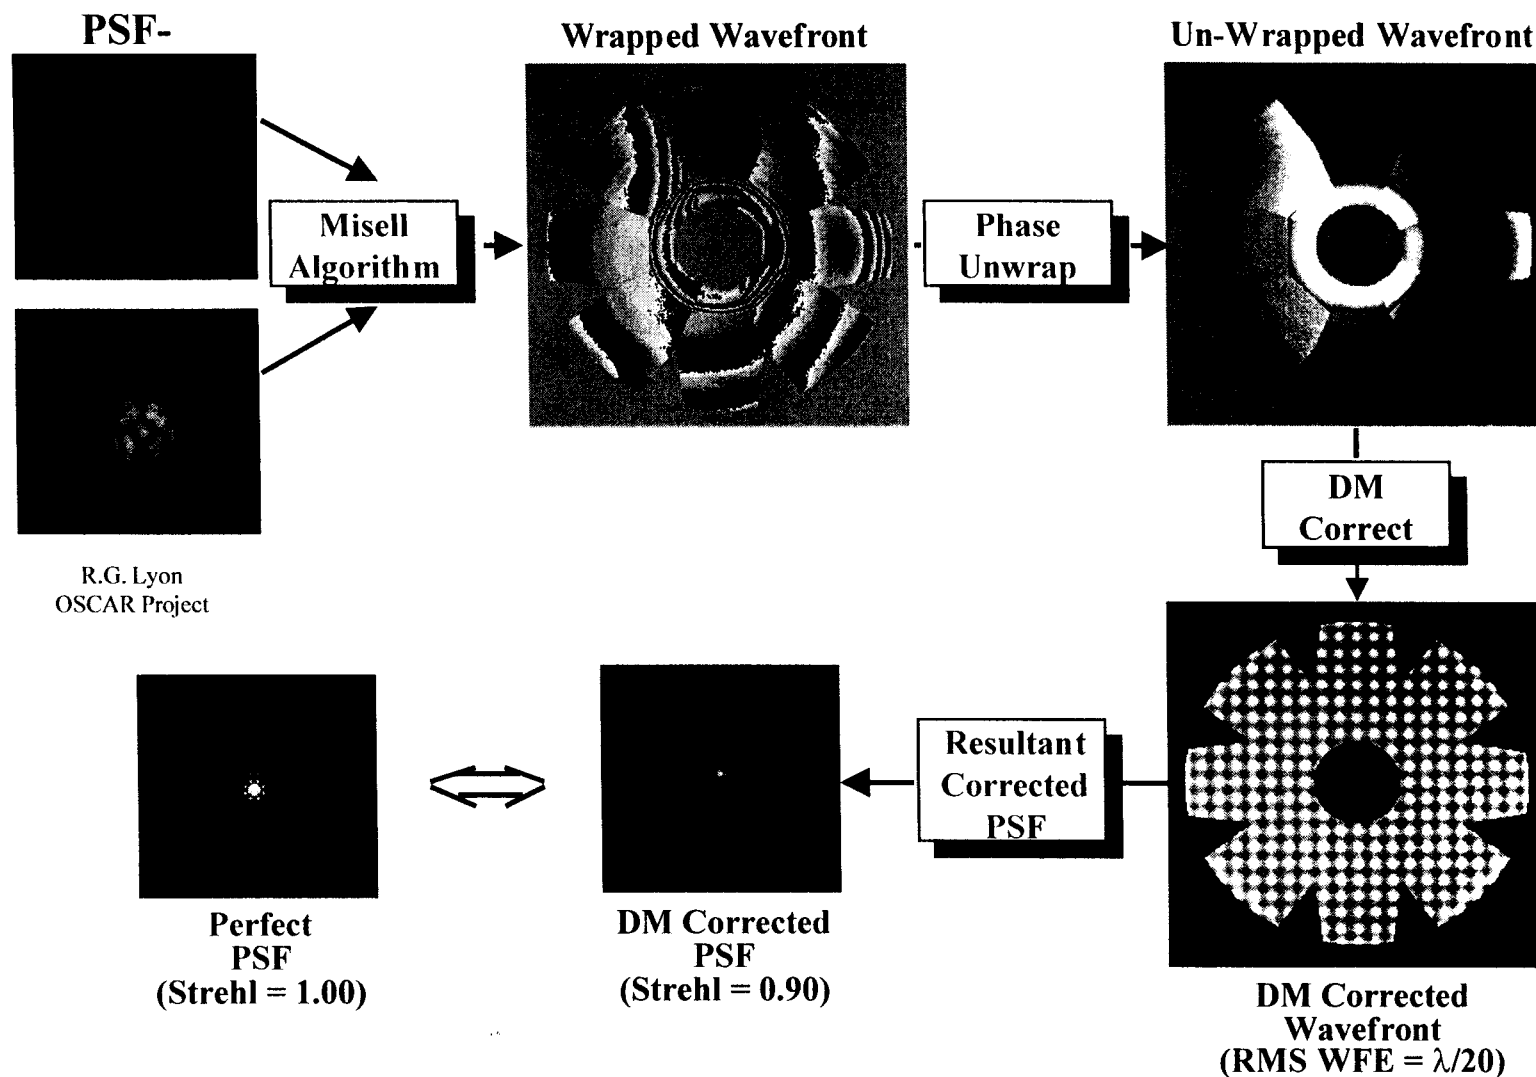 PSF-
Wrapped Wavefront
Un-Wrapped Wavefront
Misell
Algorithm
Phase
Unwrap
DM
Correct
R.G. Lyon
OSCAR Project
Resultant
Corrected
PSF
Perfect
PSF
(Strehl = 1.00)
DM Corrected
PSF
(Strehl = 0.90)
DM Corrected
Wavefront
(RMS WFE = λ/20)